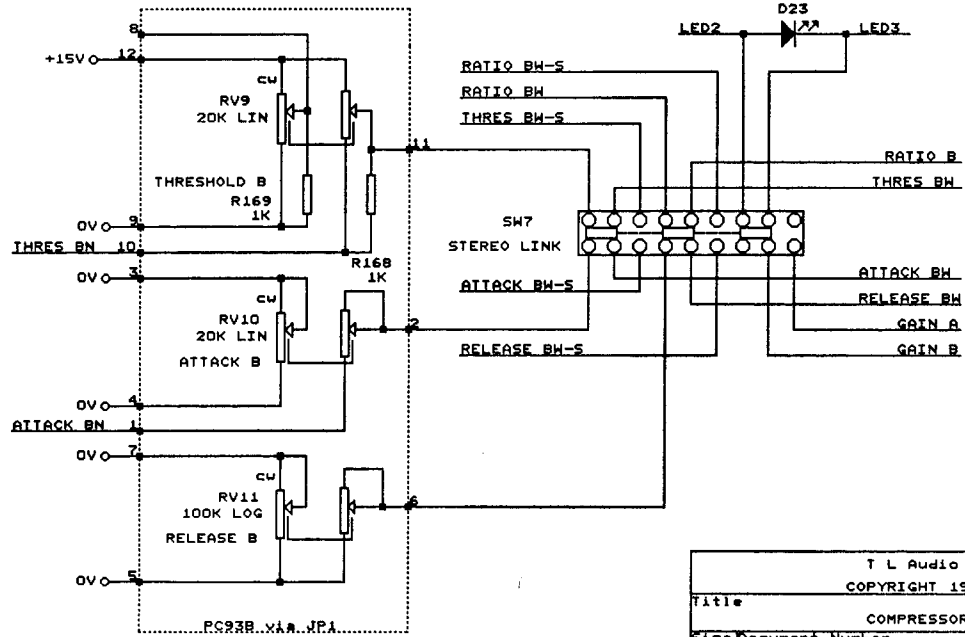 D23
LED2
LED3
8
+15V
12
CW
RV9
20K LIN
RATIO BW-S
RATIO BW
THRES BW-S
11
RATIO B
THRES BW
THRESHOLD B
R169
1K
SW7
STEREO LINK
0V
9
THRES BN
10
R168
1K
0V
3
CW
RV10
20K LIN
ATTACK B
2
ATTACK BW-S
ATTACK BW
RELEASE BW
GAIN A
GAIN B
RELEASE BW-S
0V
4
ATTACK BN
1
0V
7
CW
RV11
100K LOG
RELEASE B
6
0V
5
PC93B via JP1
T L Audio
COPYRIGHT 19
Title
COMPRESSOR
Size Document Number